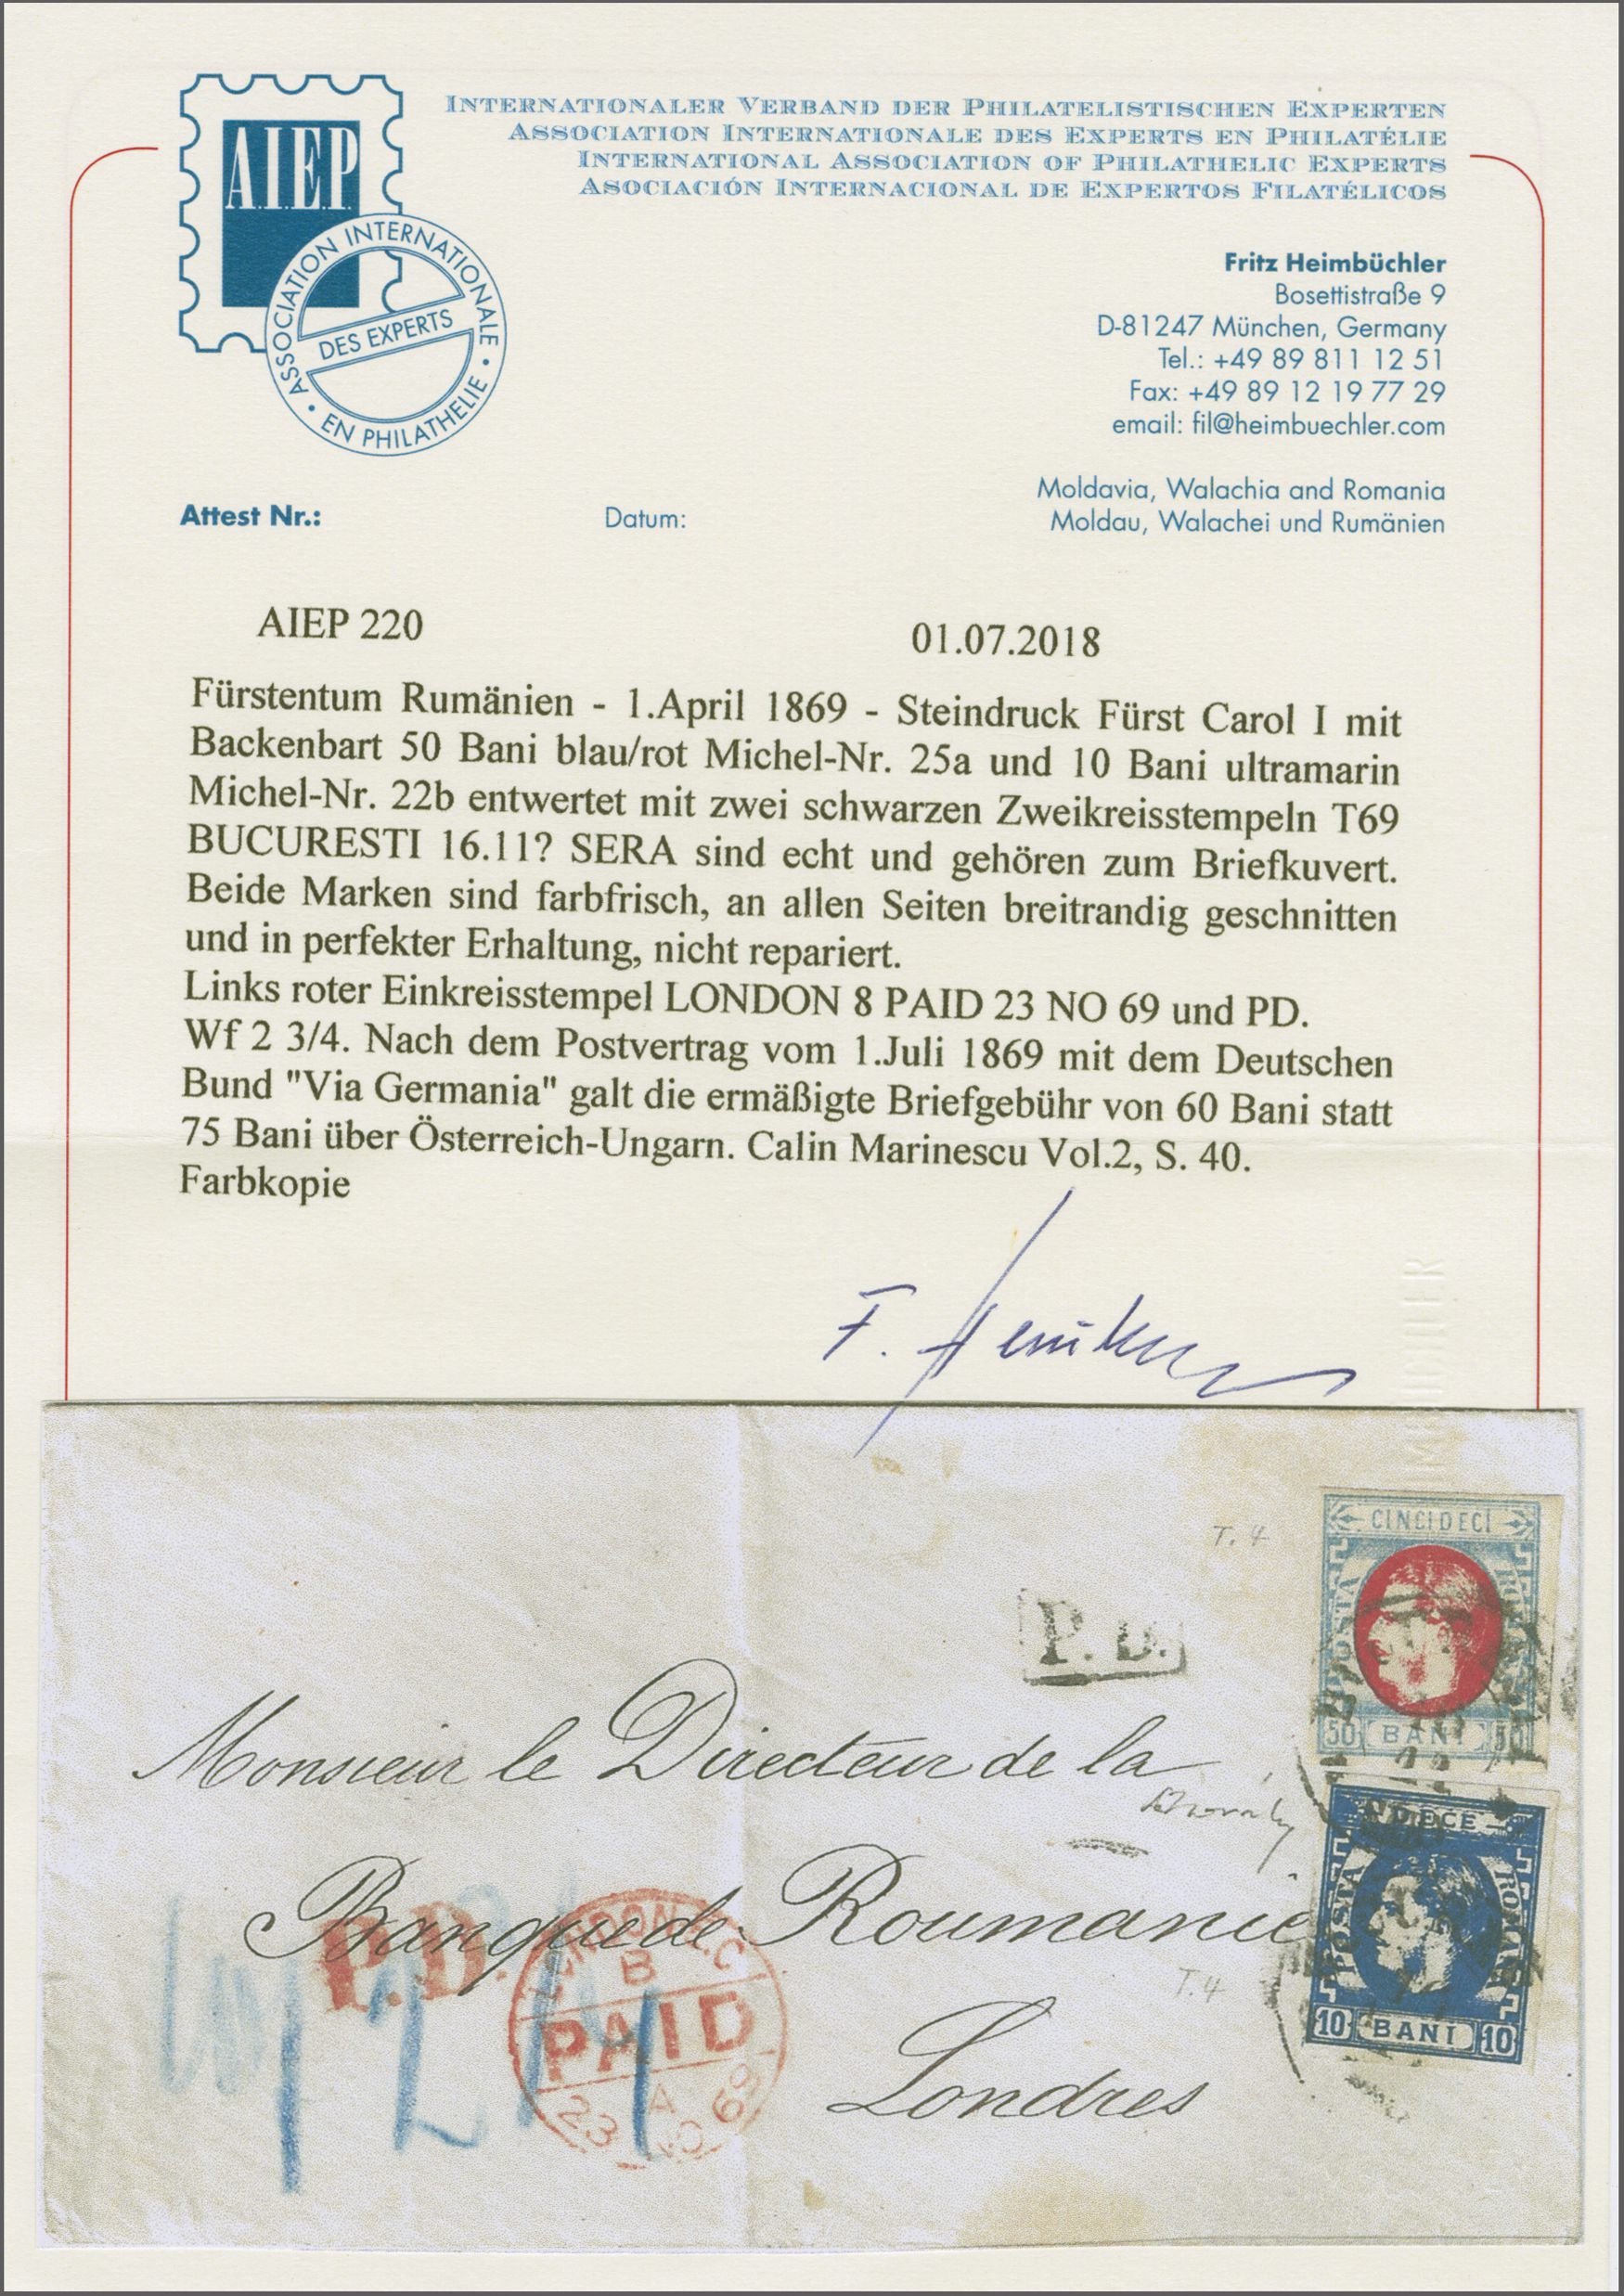 INTERNATIONALER VERBAND DER PHILATELISTISCHEN EXPERTEN
ASSOCIATION INTERNATIONALE DES EXPERTS EN PHILATÉLIE
INTERNATIONAL ASSOCIATION OF PHILATHELIC EXPERTS
ASOCIACIÓN INTERNACIONAL DE EXPERTOS FILATÉLICOS
A.I.E.P.
ASSOCIATION INTERNATIONALE
DES EXPERTS
• EN PHILATHELIE •
Fritz Heimbüchler
Bosettistraße 9
D-81247 München, Germany
Tel.: +49 89 811 12 51
Fax: +49 89 12 19 77 29
email: fil@heimbuechler.com
Moldavia, Walachia and Romania
Moldau, Walachei und Rumänien
Attest Nr.: Datum:
AIEP 220 01.07.2018
Fürstentum Rumänien - 1.April 1869 - Steindruck Fürst Carol I mit
Backenbart 50 Bani blau/rot Michel-Nr. 25a und 10 Bani ultramarin
Michel-Nr. 22b entwertet mit zwei schwarzen Zweikreisstempeln T69
BUCURESTI 16.11? SERA sind echt und gehören zum Briefkuvert.
Beide Marken sind farbfrisch, an allen Seiten breitrandig geschnitten
und in perfekter Erhaltung, nicht repariert.
Links roter Einkreisstempel LONDON 8 PAID 23 NO 69 und PD.
Wf 2 3/4. Nach dem Postvertrag vom 1.Juli 1869 mit dem Deutschen
Bund "Via Germania" galt die ermäßigte Briefgebühr von 60 Bani statt
75 Bani über Österreich-Ungarn. Calin Marinescu Vol.2, S. 40.
Farbkopie
F.
CINCIDECI
POSTA
50 BANI 50
T. 4
P. D.
Monsieur le Directeur de la
Banque de Roumanie
Londres
DECE
POSTA ROMANA
10 BANI 10
T.4
P.D.
LONDON E.C
B
PAID
A
23 NO 69